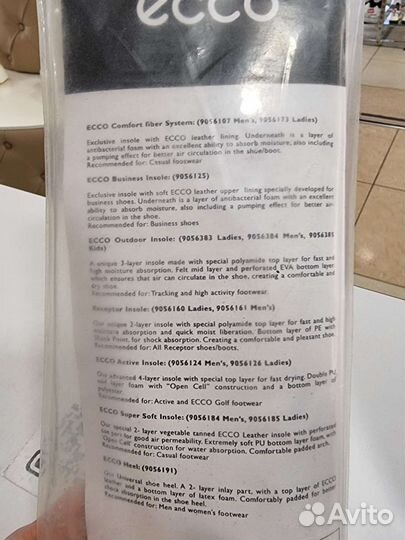 ecco
ECCO Comfort fiber System: (9056107 Men's, 9056173 Ladies)
Exclusive insole with ECCO leather lining. Underneath is a layer of
antibacterial foam with an excellent ability to absorb moisture, also including
a pumping effect for better air circulation in the shoe/boot.
Recommended for: Casual footwear
ECCO Business Insole: (9056125)
Exclusive insole with soft ECCO leather upper lining specially developed for
business shoes. Underneath is a layer of antibacterial foam with an excellent
ability to absorb moisture, also including a pumping effect for better air-
circulation in the shoe.
Recommended for: Business shoes
ECCO Outdoor Insole: (9056383 Ladies, 9056384 Men's, 9056385
Kids)
A unique 3-layer insole made with special polyamide top layer for fast and
high moisture absorption. Felt mid layer and perforated EVA bottom layer
which ensures that air can circulate in the shoe, creating a comfortable and
dry shoe.
Recommended for: Tracking and high activity footwear.
Receptor Insole: (9056160 Ladies, 9056161 Men's)
Our unique 2-layer insole with special polyamide top layer for fast and high
moisture absorption and quick moist liberation. Bottom layer of PE with
Shock Point, for shock absorption. Creating a comfortable and pleasant shoe.
Recommended for: All Receptor shoes/boots.
ECCO Active Insole: (9056124 Men's, 9056126 Ladies)
Our advanced 4-layer insole with special top layer for fast drying. Double PU
layer foam with "Open Cell" construction and a bottom layer of
polyester
Recommended for: Active and ECCO Golf footwear
ECCO Super Soft Insole: (9056184 Men's, 9056185 Ladies)
Our special 2-layer vegetable tanned ECCO Leather insole with perforated
part for good air permeability. Extremely soft PU bottom layer foam, with
"Open Cell" construction for water absorption. Comfortable padded arch.
Recommended for: Casual footwear
ECCO Heel: (9056191)
Universal shoe heel. A 2-layer inlay part, with a top layer of ECCO
leather and a bottom layer of latex foam. Comfortably padded for better
shock absorption in the shoe heel.
Recommended for: Men and women's footwear
Avito